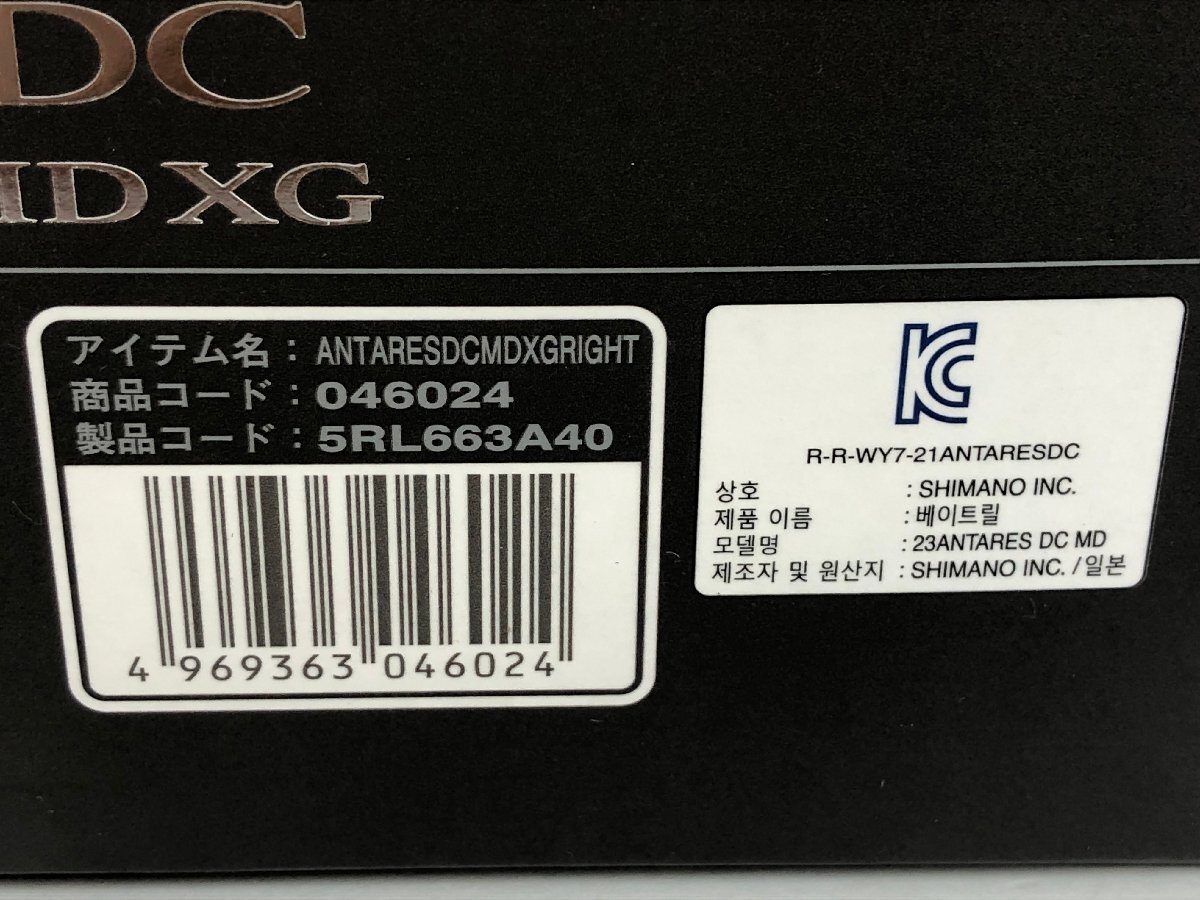 DC
MD XG
アイテム名：ANTARESDCMDXGRIGHT
商品コード：046024
製品コード：5RL663A40
4 969363 046024
KC
R-R-WY7-21ANTARESDC
상호 : SHIMANO INC.
제품 이름 : 베이트릴
모델명 : 23ANTARES DC MD
제조자 및 원산지 : SHIMANO INC. / 일본